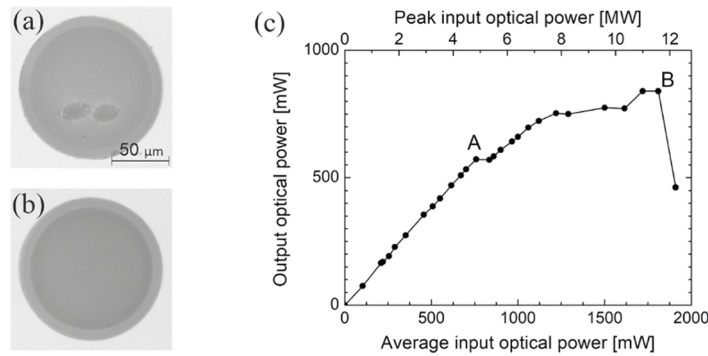 (a)
50 μm
(b)
(c)
Peak input optical power [MW]
0 2 4 6 8 10 12
1000
500
0
Output optical power [mW]
A
B
0 500 1000 1500 2000
Average input optical power [mW]